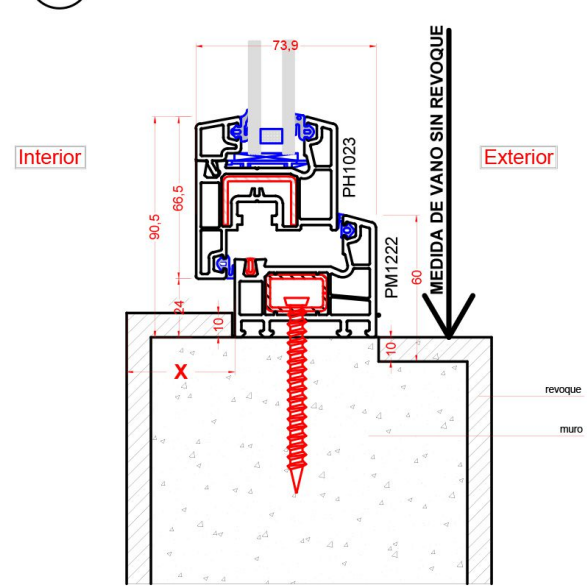 73,9
Interior
Exterior
MEDIDA DE VANO SIN REVOQUE
PH1023
66,5
90,5
PM1222
60
24
10
10
X
revoque
muro